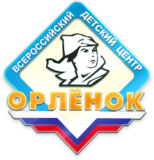 ВСЕРОССИЙСКИЙ ДЕТСКИЙ ЦЕНТР
ОРЛЁНОК